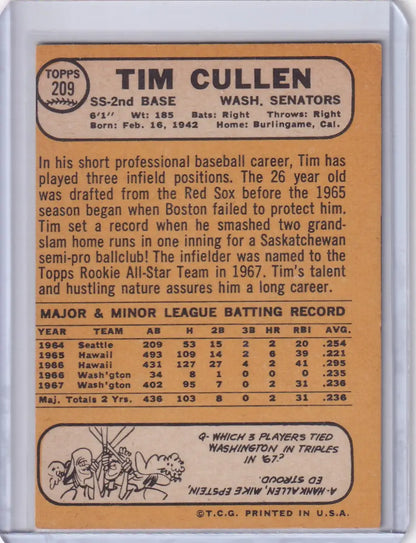 TOPPS
209
TIM CULLEN
SS-2nd BASE WASH. SENATORS
6'1" Wt: 185 Bats: Right Throws: Right
Born: Feb. 16, 1942 Home: Burlingame, Cal.
In his short professional baseball career, Tim has
played three infield positions. The 26 year old
was drafted from the Red Sox before the 1965
season began when Boston failed to protect him.
Tim set a record when he smashed two grand-
slam home runs in one inning for a Saskatchewan
semi-pro ballclub! The infielder was named to the
Topps Rookie All-Star Team in 1967. Tim's talent
and hustling nature assures him a long career.
MAJOR & MINOR LEAGUE BATTING RECORD
YEAR TEAM AB H 2B 3B HR RBI AVG.
1964 Seattle 209 53 15 2 2 20 .254
1965 Hawaii 493 109 14 2 6 39 .221
1966 Hawaii 431 127 27 4 2 41 .295
1966 Wash'gton 34 8 1 0 0 0 .235
1967 Wash'gton 402 95 7 0 2 31 .236
Maj. Totals 2 Yrs. 436 103 8 0 2 31 .236
Q- WHICH 3 PLAYERS TIED
WASHINGTON IN TRIPLES
IN '67?
A-HANK ALLEN, MIKE EPSTEIN,
ED STROUD.
©T.C.G. PRINTED IN U.S.A.